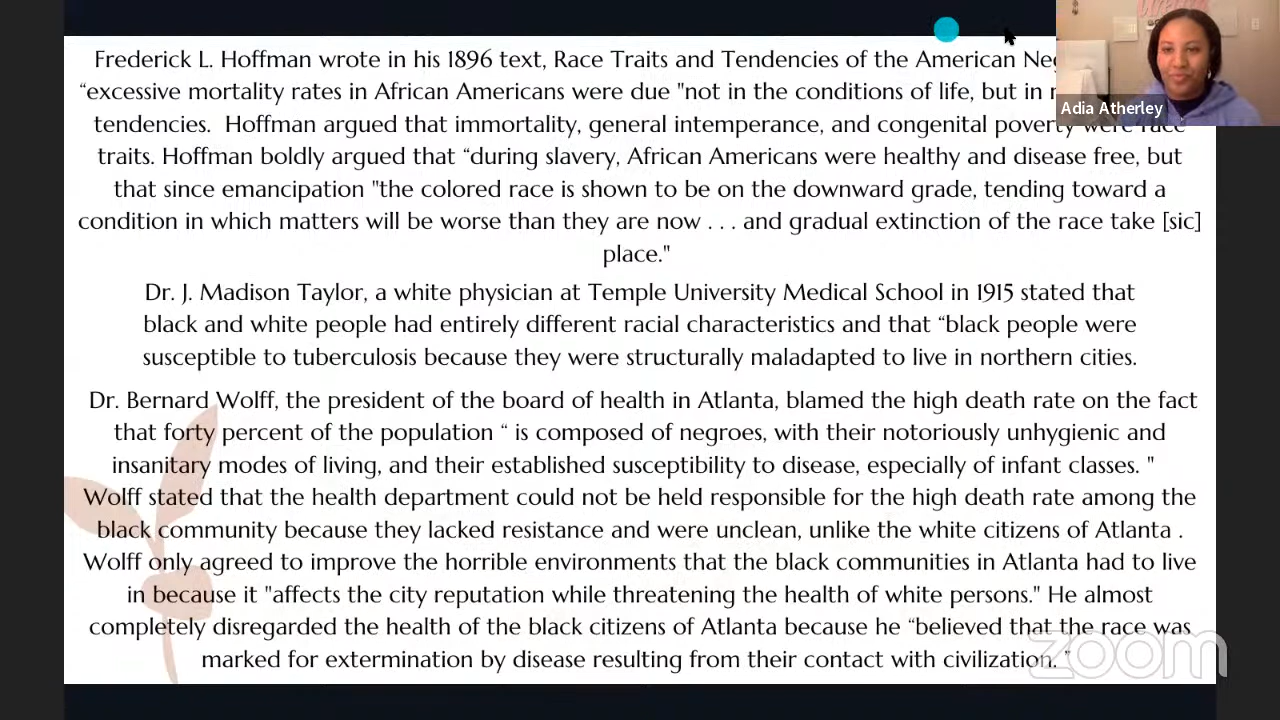 Frederick L. Hoffman wrote in his 1896 text, Race Traits and Tendencies of the American
“excessive mortality rates in African Americans were due "not in the conditions of life, but in
Adia Atherley
tendencies.  Hoffman argued that immortality, general intemperance, and congenital poverty were race
traits. Hoffman boldly argued that “during slavery, African Americans were healthy and disease free, but
that since emancipation "the colored race is shown to be on the downward grade, tending toward a
condition in which matters will be worse than they are now . . . and gradual extinction of the race take [sic]
place."
Dr. J. Madison Taylor, a white physician at Temple University Medical School in 1915 stated that
black and white people had entirely different racial characteristics and that “black people were
susceptible to tuberculosis because they were structurally maladapted to live in northern cities.
Dr. Bernard Wolff, the president of the board of health in Atlanta, blamed the high death rate on the fact
that forty percent of the population “ is composed of negroes, with their notoriously unhygienic and
insanitary modes of living, and their established susceptibility to disease, especially of infant classes. "
Wolff stated that the health department could not be held responsible for the high death rate among the
black community because they lacked resistance and were unclean, unlike the white citizens of Atlanta .
Wolff only agreed to improve the horrible environments that the black communities in Atlanta had to live
in because it "affects the city reputation while threatening the health of white persons." He almost
completely disregarded the health of the black citizens of Atlanta because he “believed that the race was
marked for extermination by disease resulting from their contact with civilization. ”
zoom